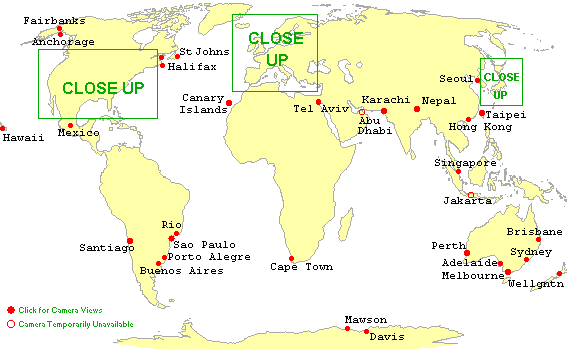 Fairbanks
Anchorage
CLOSE UP
St Johns
Halifax
CLOSE
UP
CLOSE
UP
Seoul
Canary
Islands
Tel Aviv
Karachi
Abu
Dhabi
Nepal
Taipei
Hong Kong
Hawaii
Mexico
Singapore
Jakarta
Rio
Sao Paulo
Santiago
Porto Alegre
Buenos Aires
Cape Town
Brisbane
Perth
Sydney
Adelaide
Melbourne
Wellgntn
Click for Camera Views
Camera Temporarily Unavailable
Mawson
Davis